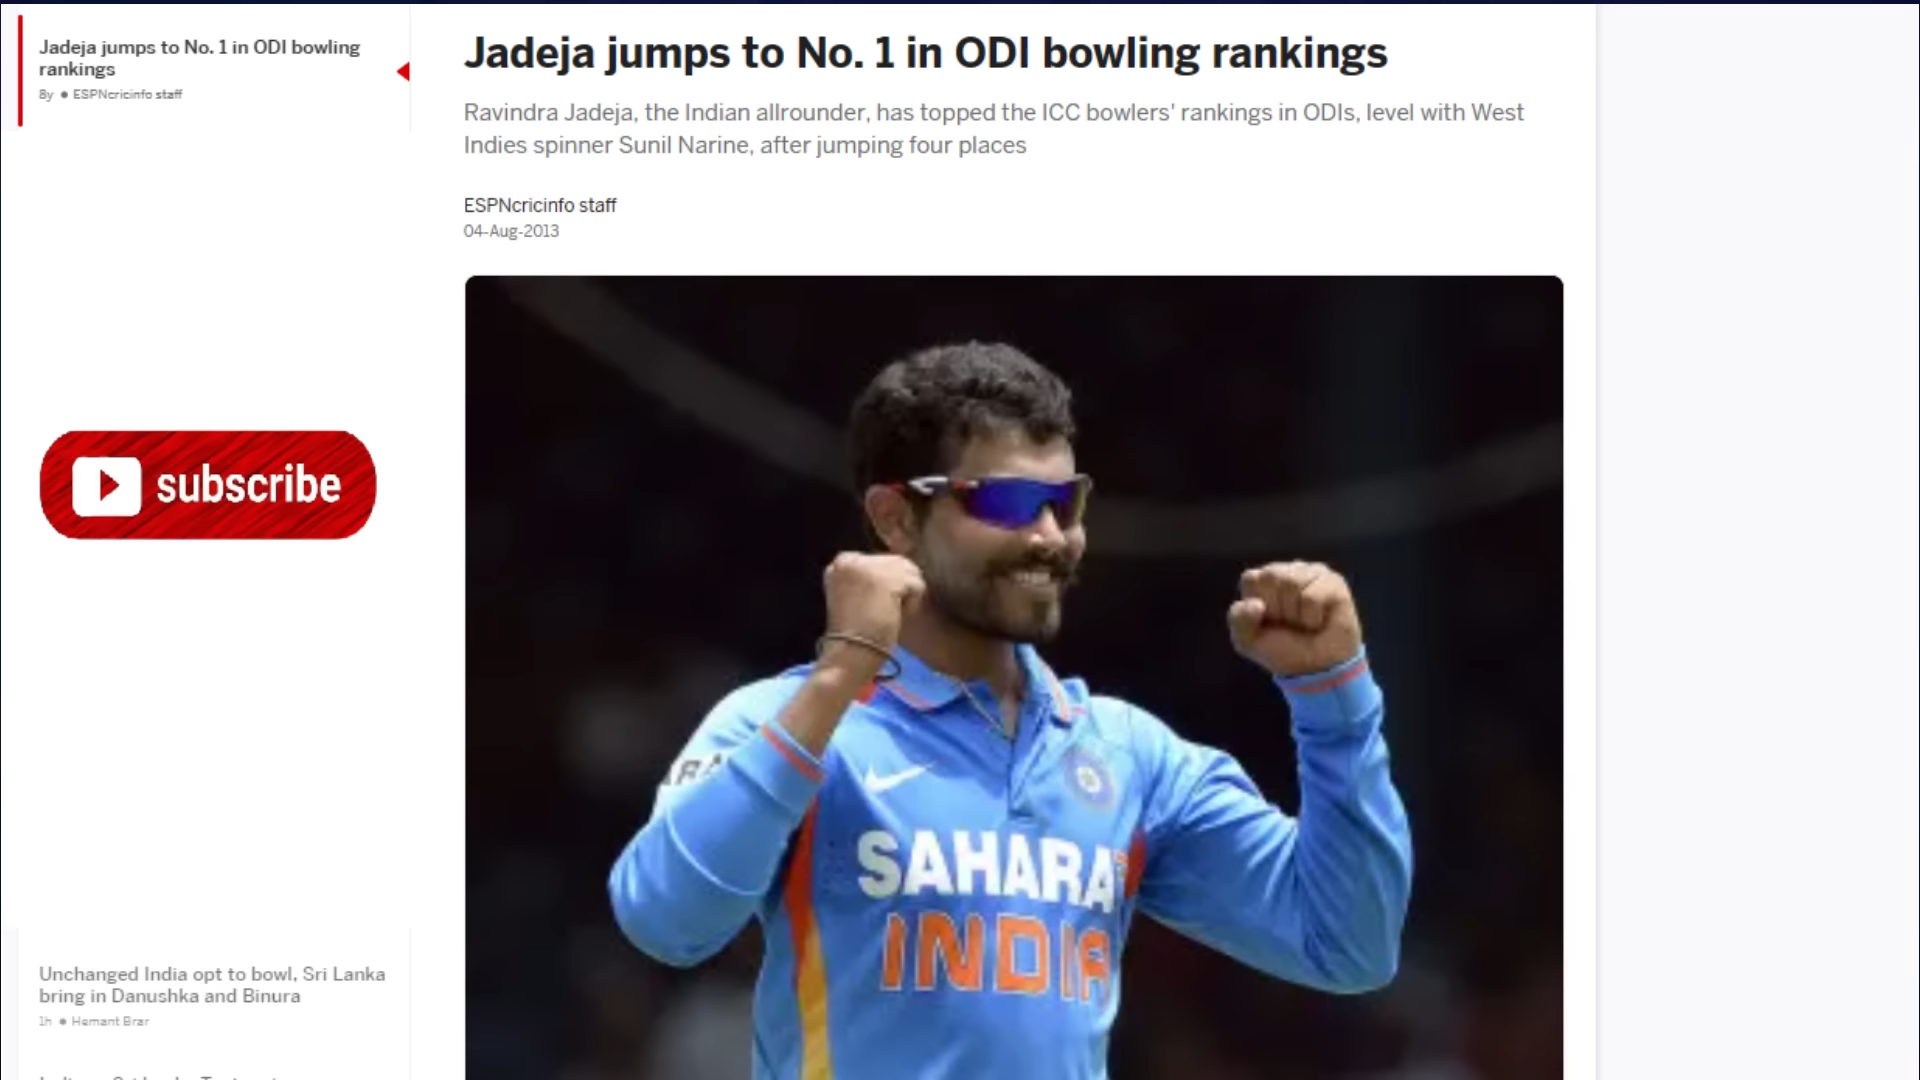 Jadeja jumps to No. 1 in ODI bowling
rankings
By • ESPNcricinfo staff
Jadeja jumps to No. 1 in ODI bowling rankings
Ravindra Jadeja, the Indian allrounder, has topped the ICC bowlers' rankings in ODIs, level with West
Indies spinner Sunil Narine, after jumping four places
ESPNcricinfo staff
04-Aug-2013
subscribe
SAHARA
INDIA
Unchanged India opt to bowl, Sri Lanka
bring in Danushka and Binura
1h • Hemant Brar